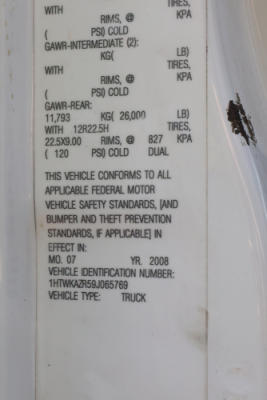 WITH TIRES,
RIMS, @ KPA
( PSI) COLD
GAWR-INTERMEDIATE (2):
KG( LB)
WITH TIRES,
RIMS, @ KPA
( PSI) COLD
GAWR-REAR:
11,793 KG( 26,000 LB)
WITH 12R22.5H TIRES,
22.5X9.00 RIMS, @ 827 KPA
( 120 PSI) COLD DUAL
THIS VEHICLE CONFORMS TO ALL
APPLICABLE FEDERAL MOTOR
VEHICLE SAFETY STANDARDS, [AND
BUMPER AND THEFT PREVENTION
STANDARDS, IF APPLICABLE] IN
EFFECT IN:
MO. 07 YR. 2008
VEHICLE IDENTIFICATION NUMBER:
1HTWKAZR59J065769
VEHICLE TYPE: TRUCK